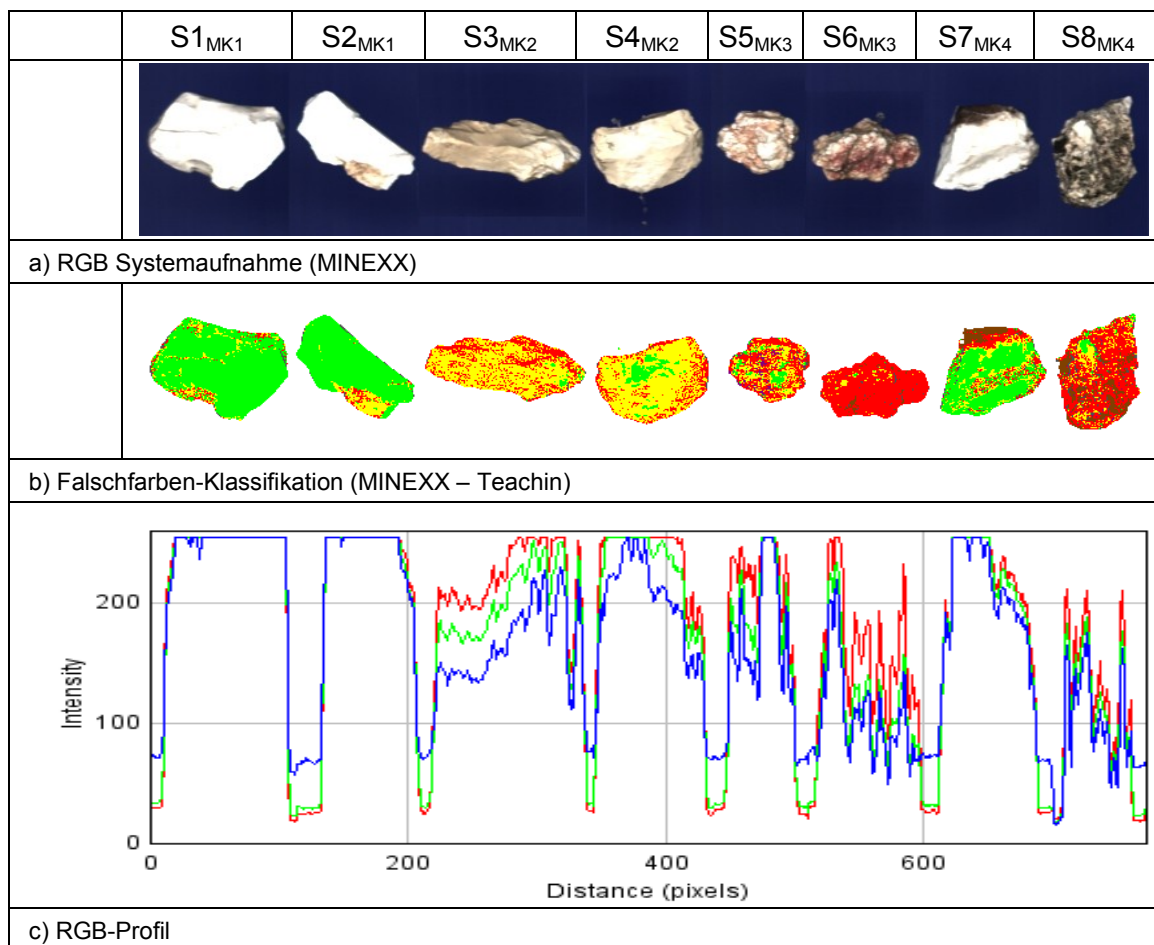 S1MK1 S2MK1 S3MK2 S4MK2 S5MK3 S6MK3 S7MK4 S8MK4
a) RGB Systemaufnahme (MINEXX)
b) Falschfarben-Klassifikation (MINEXX – Teachin)
200
100
0
Intensity
0 200 400 600
Distance (pixels)
c) RGB-Profil